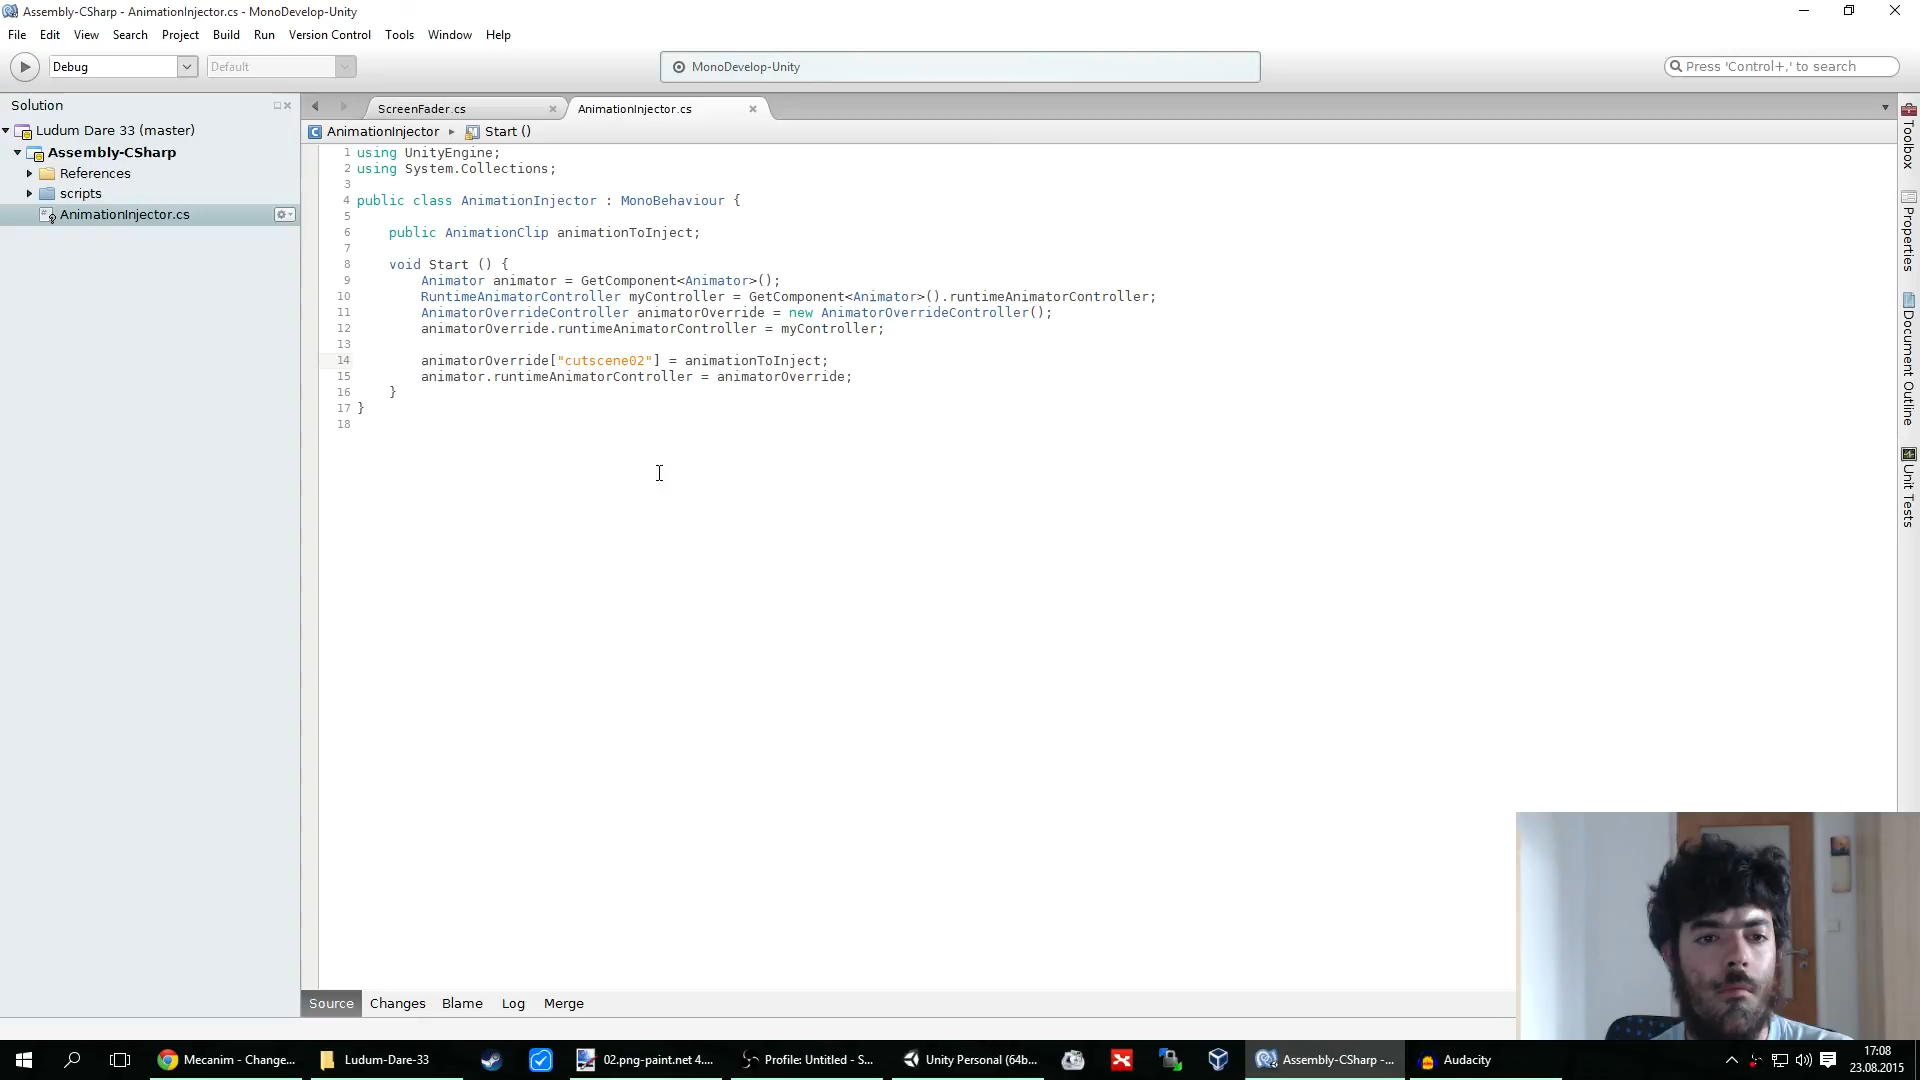 Assembly-CSharp - AnimationInjector.cs - MonoDevelop-Unity
File Edit View Search Project Build Run Version Control Tools Window Help
Debug Default MonoDevelop-Unity Press 'Control+,' to search
Solution
Ludum Dare 33 (master)
Assembly-CSharp
References
scripts
AnimationInjector.cs
ScreenFader.cs AnimationInjector.cs
AnimationInjector Start ()
1 using UnityEngine;
2 using System.Collections;
3
4 public class AnimationInjector : MonoBehaviour {
5
6 public AnimationClip animationToInject;
7
8 void Start () {
9 Animator animator = GetComponent<Animator>();
10 RuntimeAnimatorController myController = GetComponent<Animator>().runtimeAnimatorController;
11 AnimatorOverrideController animatorOverride = new AnimatorOverrideController();
12 animatorOverride.runtimeAnimatorController = myController;
13
14 animatorOverride["cutscene02"] = animationToInject;
15 animator.runtimeAnimatorController = animatorOverride;
16 }
17 }
18
Toolbox
Properties
Document Outline
Unit Tests
Source Changes Blame Log Merge
Mecanim - Change... Ludum-Dare-33 02.png-paint.net 4.... Profile: Untitled - S... Unity Personal (64b... Assembly-CSharp -... Audacity
17:08
23.08.2015